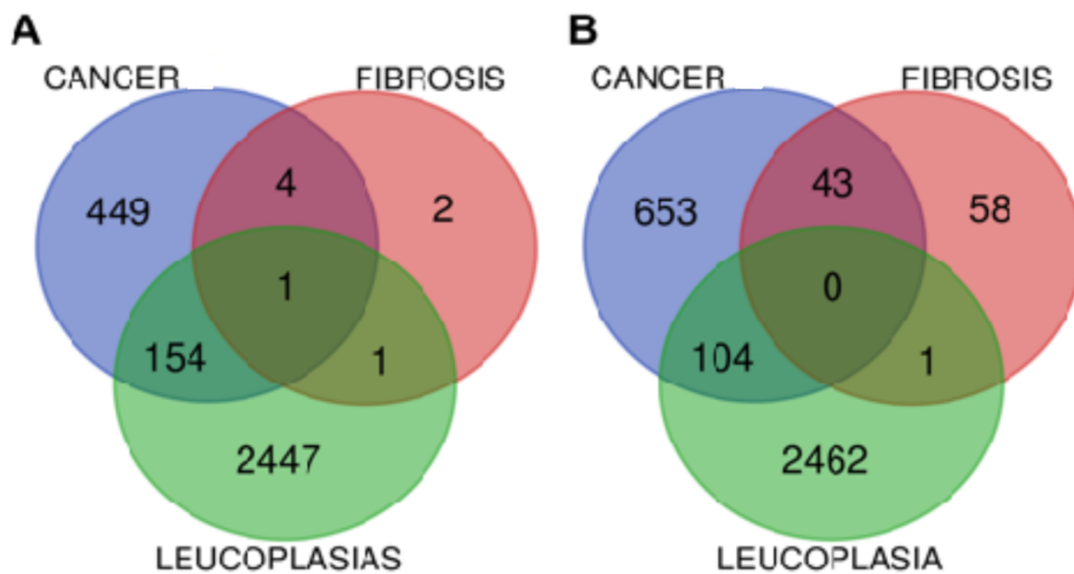 A
B
CANCER
FIBROSIS
CANCER
FIBROSIS
449
4
2
653
43
58
1
0
154
1
104
1
2447
2462
LEUCOPLASIAS
LEUCOPLASIA